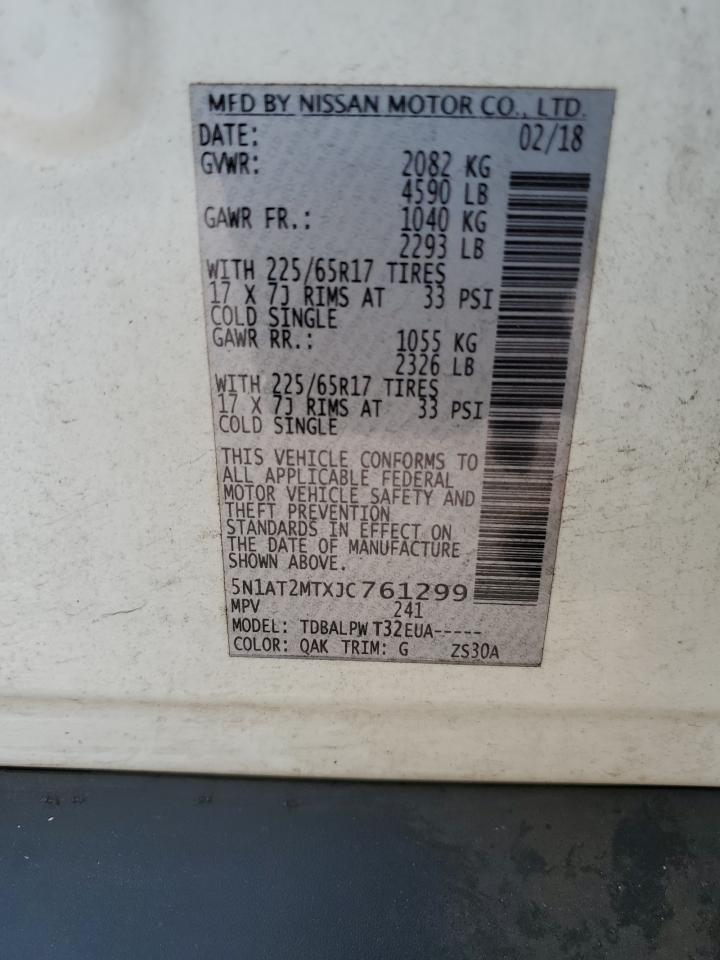 MFD BY NISSAN MOTOR CO., LTD.
DATE: 02/18
GVWR: 2082 KG
4590 LB
GAWR FR.: 1040 KG
2293 LB
WITH 225/65R17 TIRES
17 X 7J RIMS AT 33 PSI
COLD SINGLE
GAWR RR.: 1055 KG
2326 LB
WITH 225/65R17 TIRES
17 X 7J RIMS AT 33 PSI
COLD SINGLE
THIS VEHICLE CONFORMS TO
ALL APPLICABLE FEDERAL
MOTOR VEHICLE SAFETY AND
THEFT PREVENTION
STANDARDS IN EFFECT ON
THE DATE OF MANUFACTURE
SHOWN ABOVE.
5N1AT2MTXJC761299
MPV 241
MODEL: TDBALPW T32EUA-----
COLOR: QAK TRIM: G ZS30A